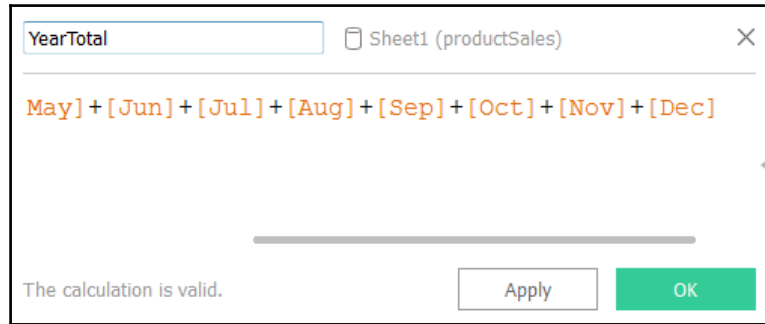 YearTotal Sheet1 (productSales)
May]+[Jun]+[Jul]+[Aug]+[Sep]+[Oct]+[Nov]+[Dec]
The calculation is valid. Apply OK